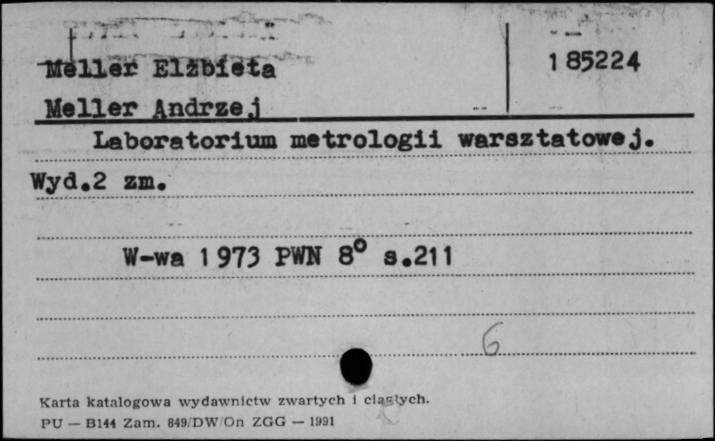 Meller Elżbieta 185224
Meller Andrzej
Laboratorium metrologii warsztatowej.
Wyd.2 zm.
W-wa 1973 PWN 8° s.211
6
Karta katalogowa wydawnictw zwartych i ciągłych.
PU — B144 Zam. 849/DW/On ZGG — 1991